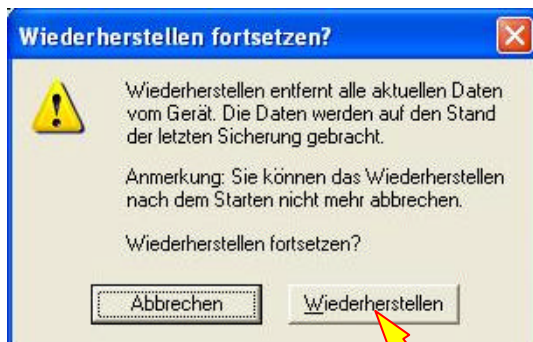 Wiederherstellen fortsetzen?
Wiederherstellen entfernt alle aktuellen Daten
vom Gerät. Die Daten werden auf den Stand
der letzten Sicherung gebracht.
Anmerkung: Sie können das Wiederherstellen
nach dem Starten nicht mehr abbrechen.
Wiederherstellen fortsetzen?
Abbrechen Wiederherstellen